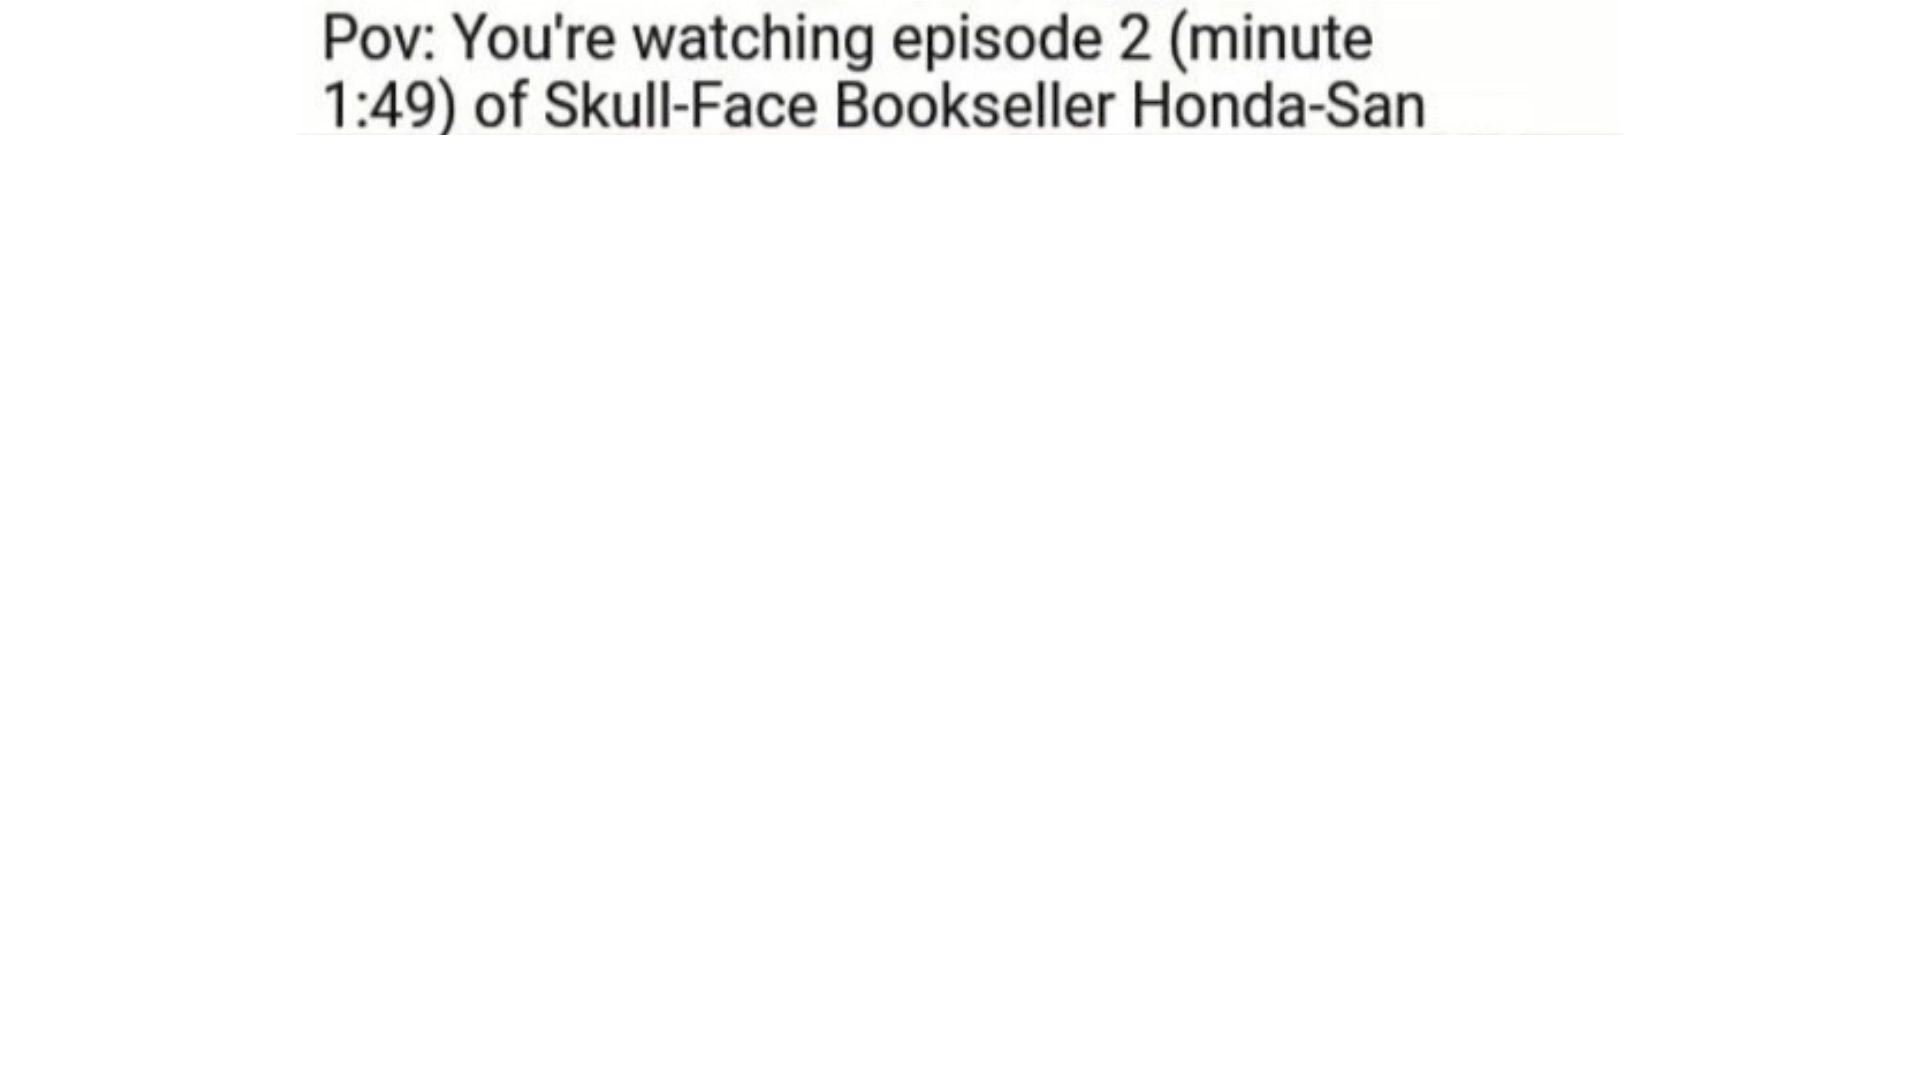 Pov: You're watching episode 2 (minute
1:49) of Skull-Face Bookseller Honda-San